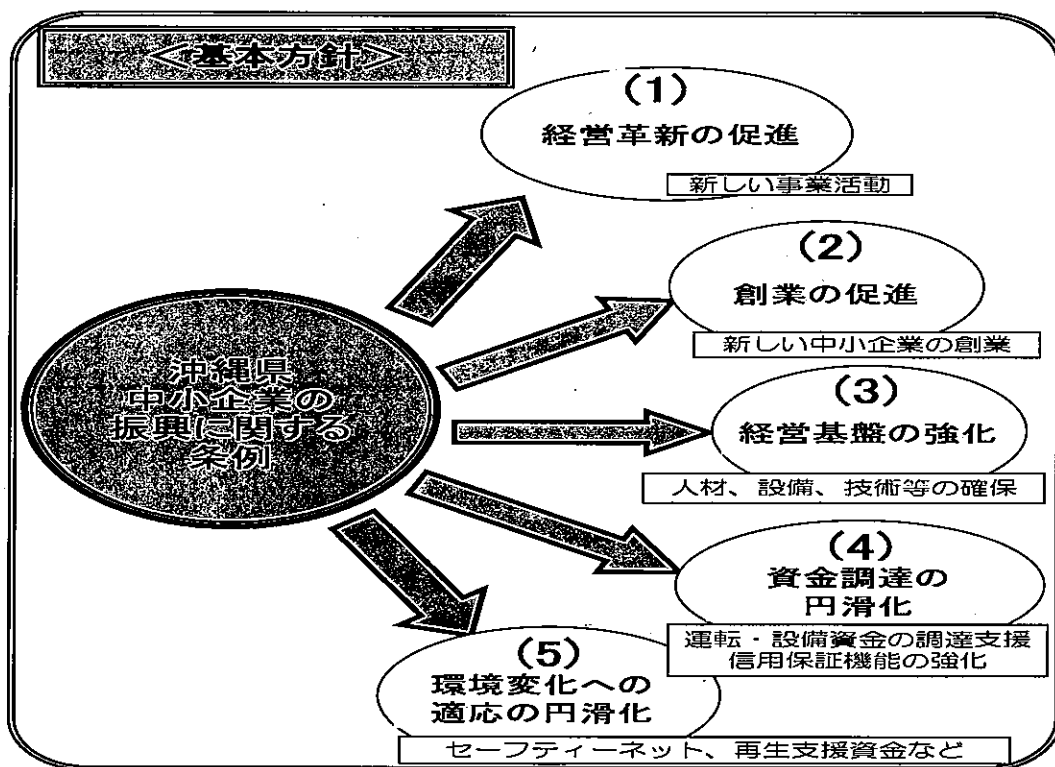 ＜基本方針＞
(1)
経営革新の促進
新しい事業活動
(2)
創業の促進
新しい中小企業の創業
沖縄県
中小企業の
振興に関する
条例
(3)
経営基盤の強化
人材、設備、技術等の確保
(4)
資金調達の
円滑化
運転・設備資金の調達支援
信用保証機能の強化
(5)
環境変化への
適応の円滑化
セーフティーネット、再生支援資金など